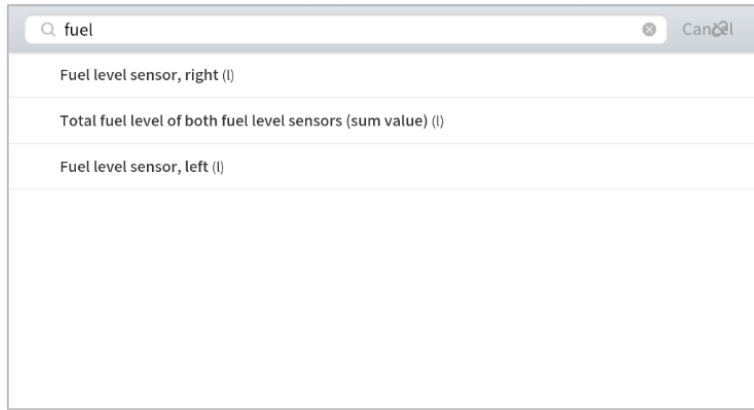 fuel
Cancel
Fuel level sensor, right (l)
Total fuel level of both fuel level sensors (sum value) (l)
Fuel level sensor, left (l)